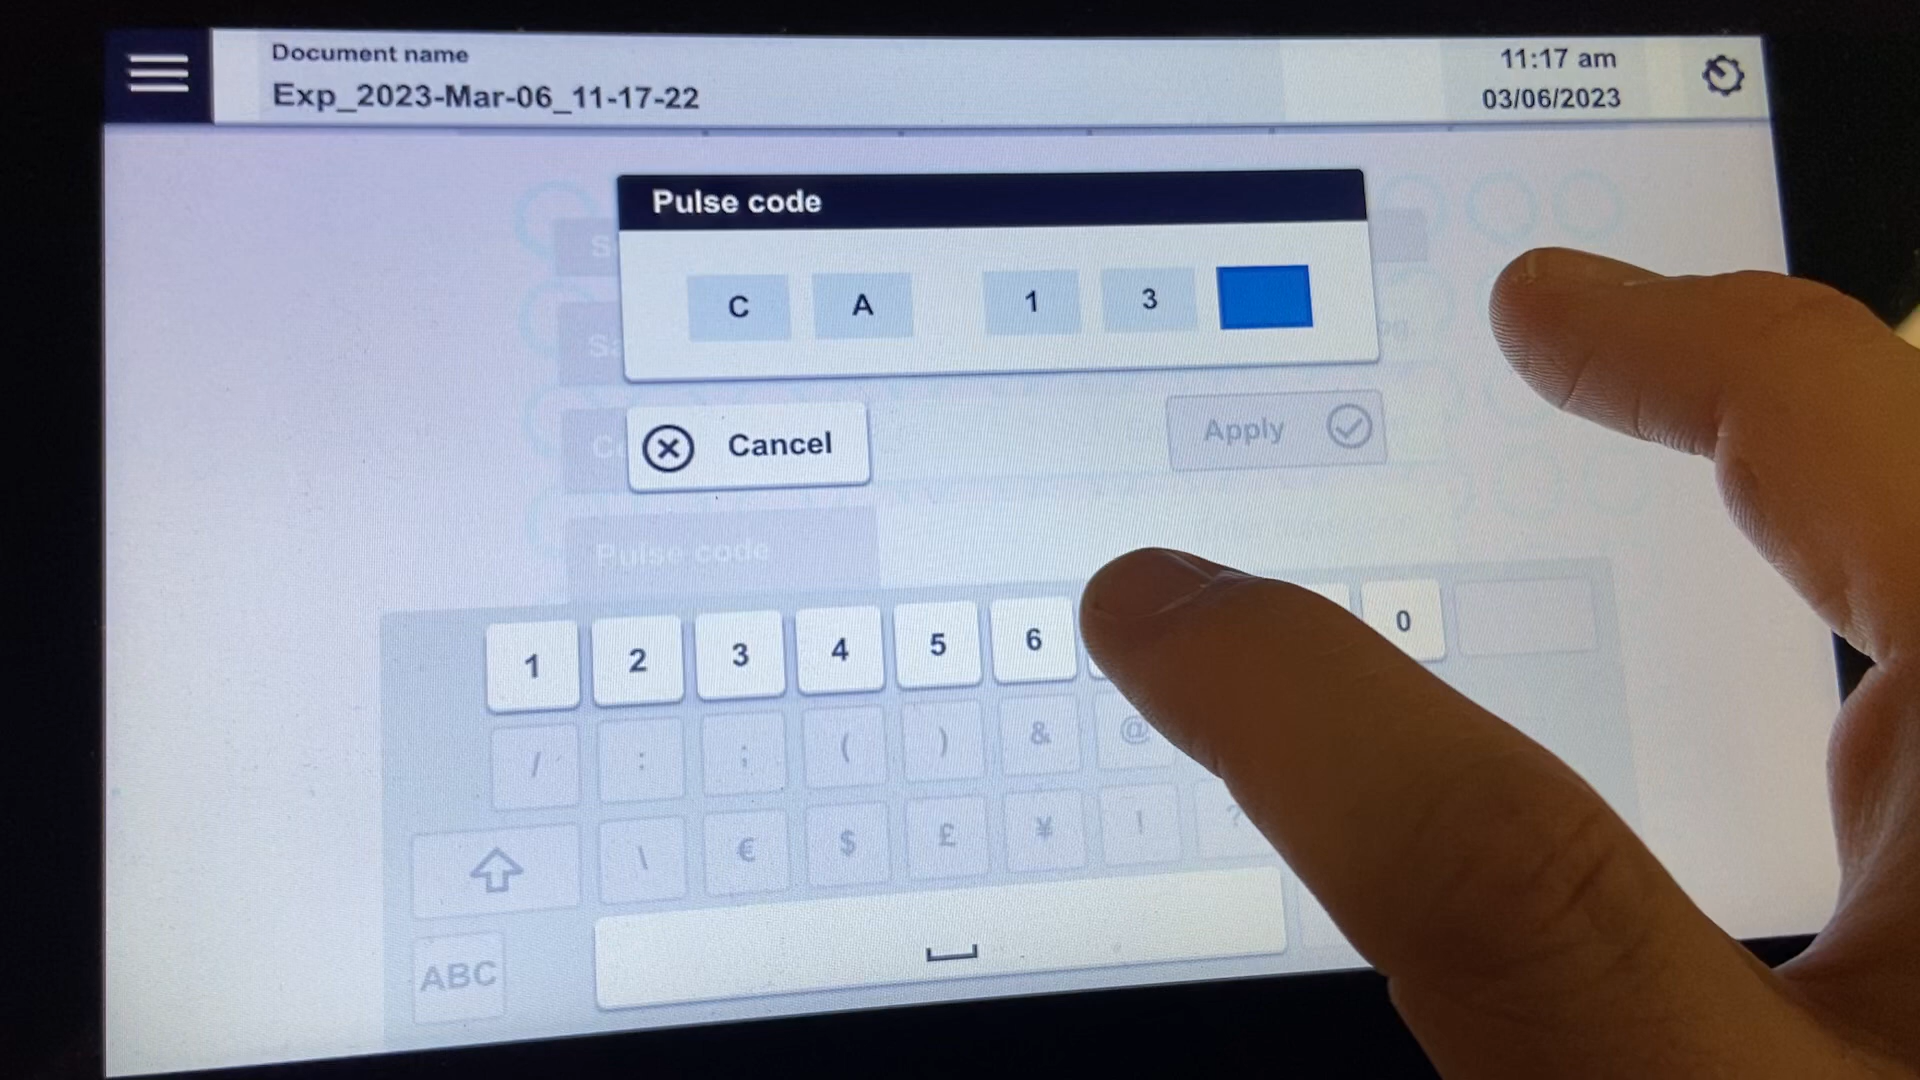 Document name
Exp_2023-Mar-06_11-17-22
11:17 am
03/06/2023
Pulse code
C A 1 3
Cancel
Apply
Pulse code
1 2 3 4 5 6 0
/ : ; ( ) & @
\ € $ £ ¥ ! ?
ABC